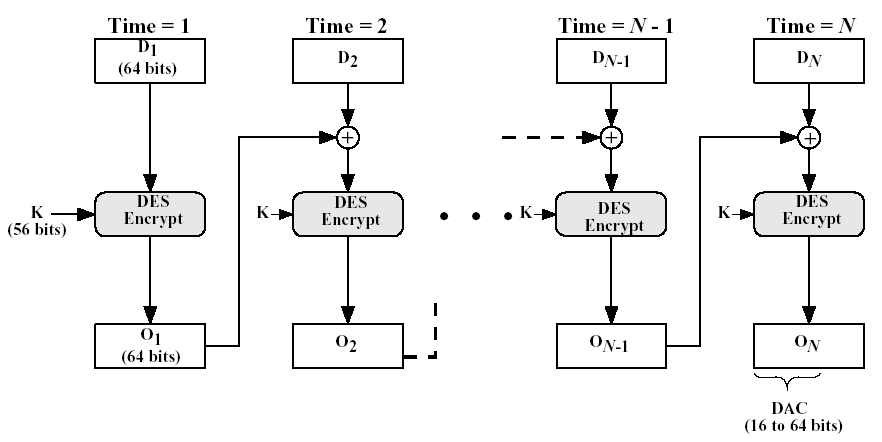 Time = 1
Time = 2
Time = N - 1
Time = N
D1
(64 bits)
D2
DN-1
DN
+
+
+
K
(56 bits)
DES
Encrypt
K
DES
Encrypt
K
DES
Encrypt
K
DES
Encrypt
O1
(64 bits)
O2
ON-1
ON
DAC
(16 to 64 bits)